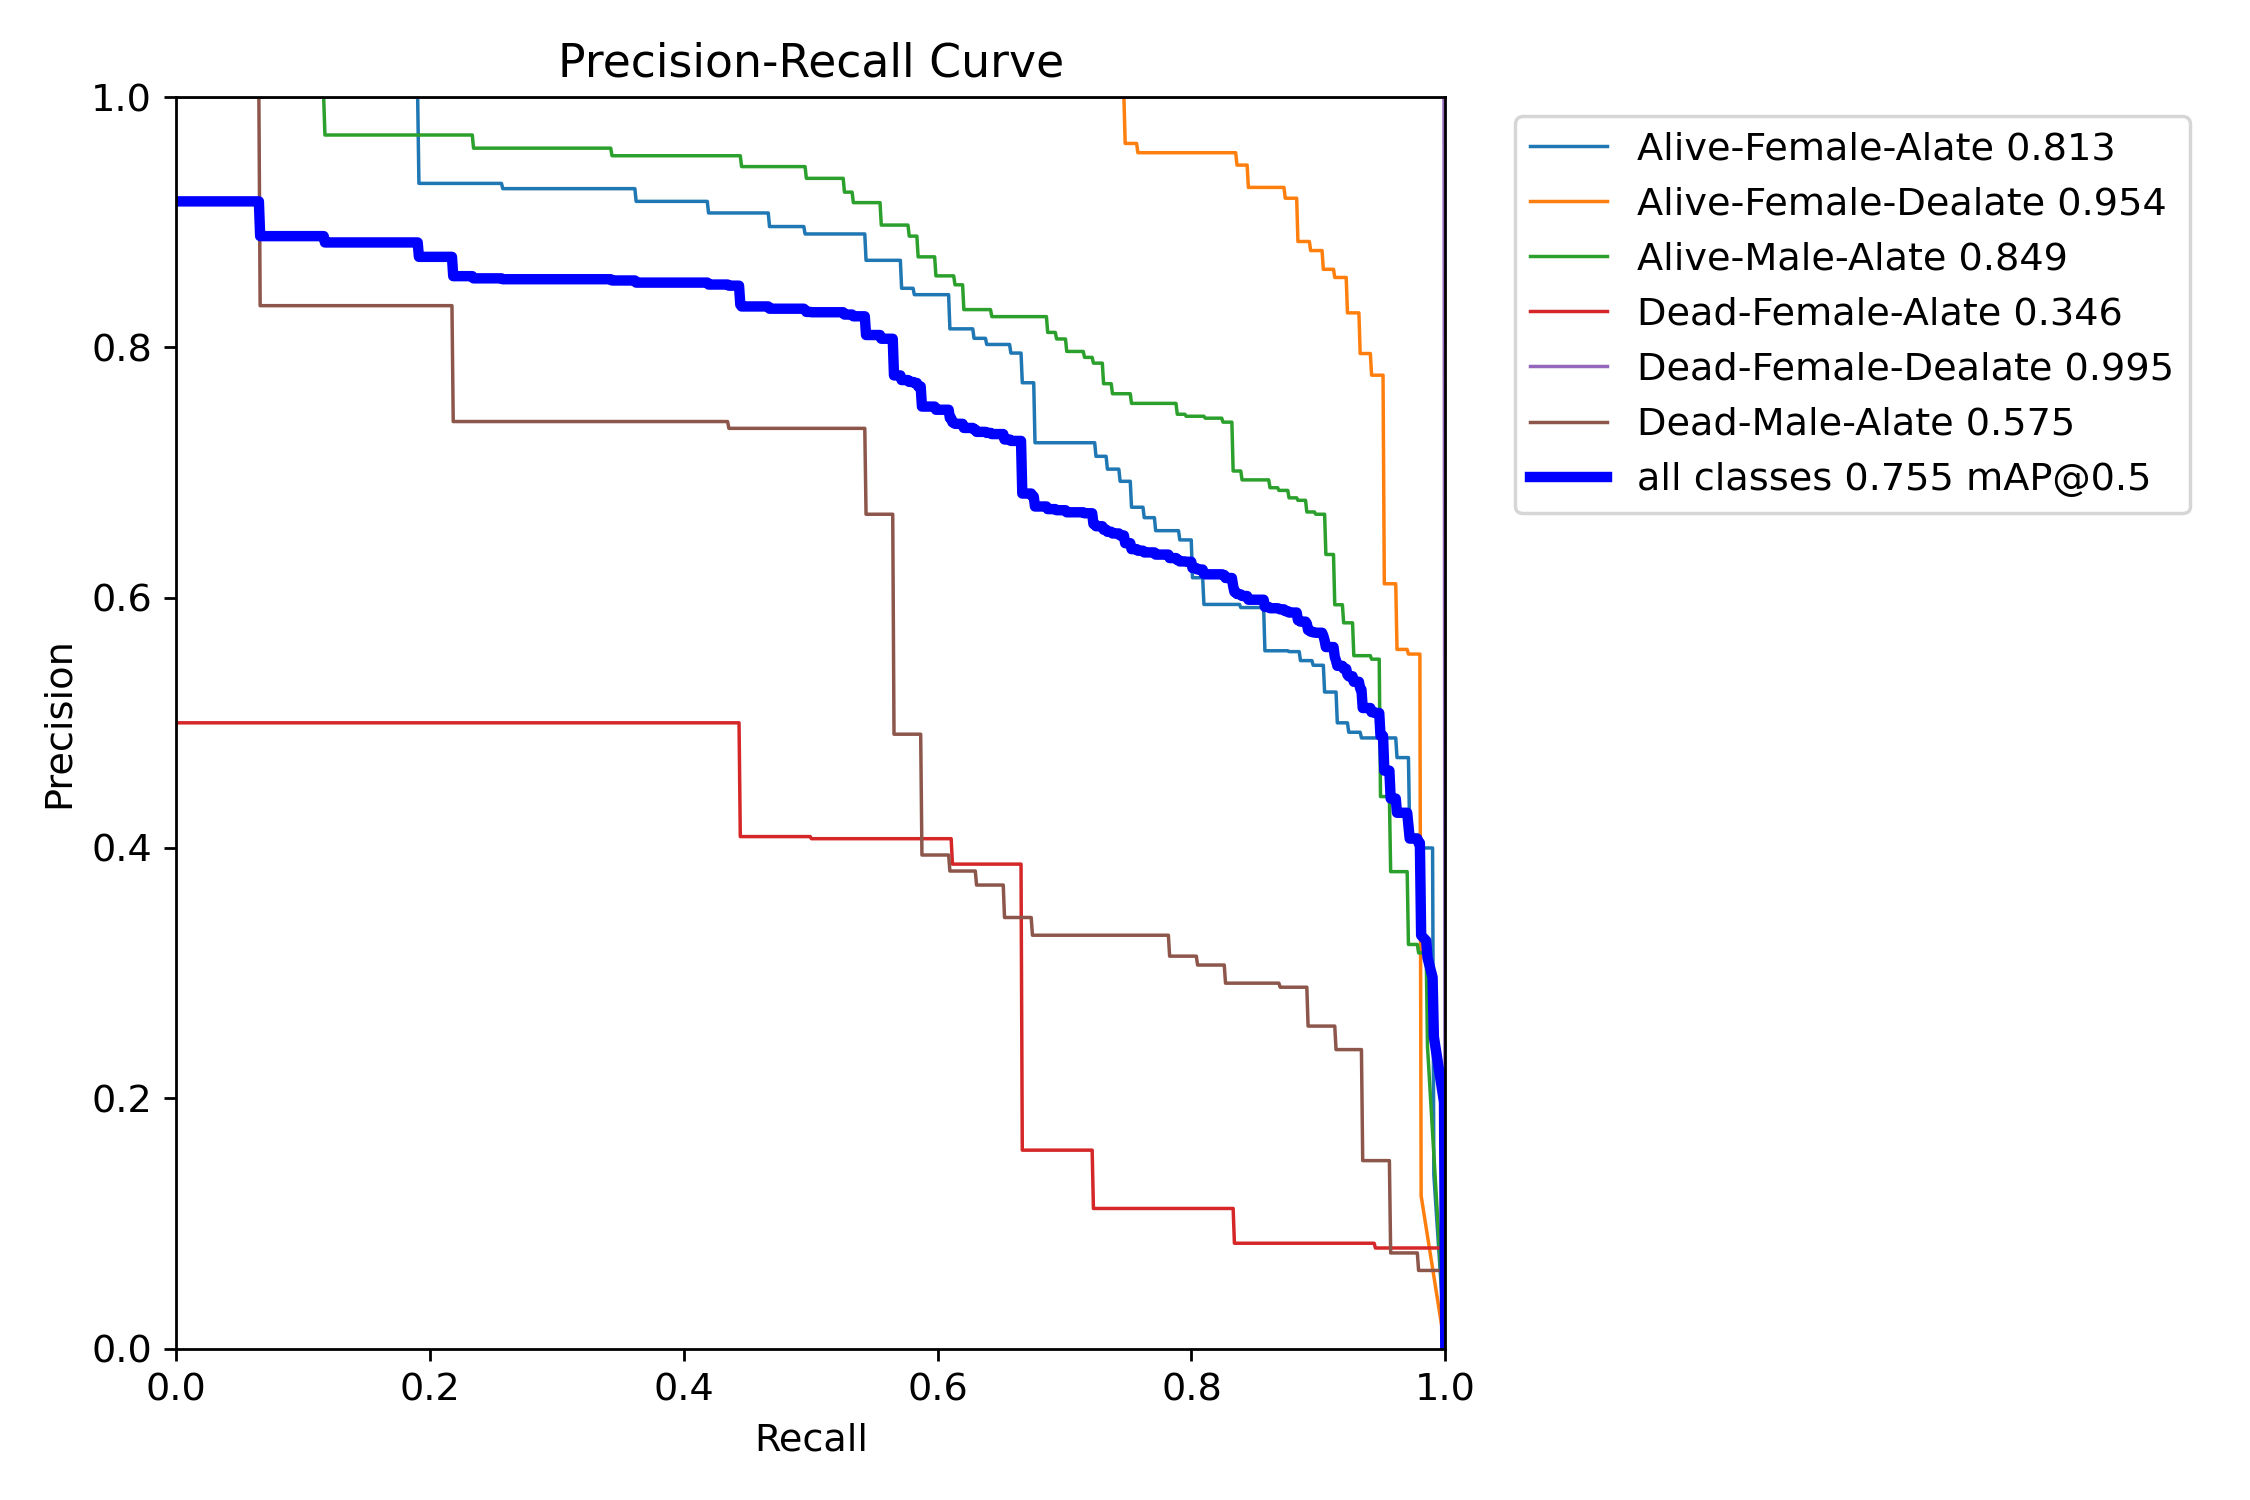 Precision-Recall Curve
1.0
0.8
0.6
0.4
0.2
0.0
Precision
0.0 0.2 0.4 0.6 0.8 1.0
Recall
Alive-Female-Alate 0.813
Alive-Female-Dealate 0.954
Alive-Male-Alate 0.849
Dead-Female-Alate 0.346
Dead-Female-Dealate 0.995
Dead-Male-Alate 0.575
all classes 0.755 mAP@0.5